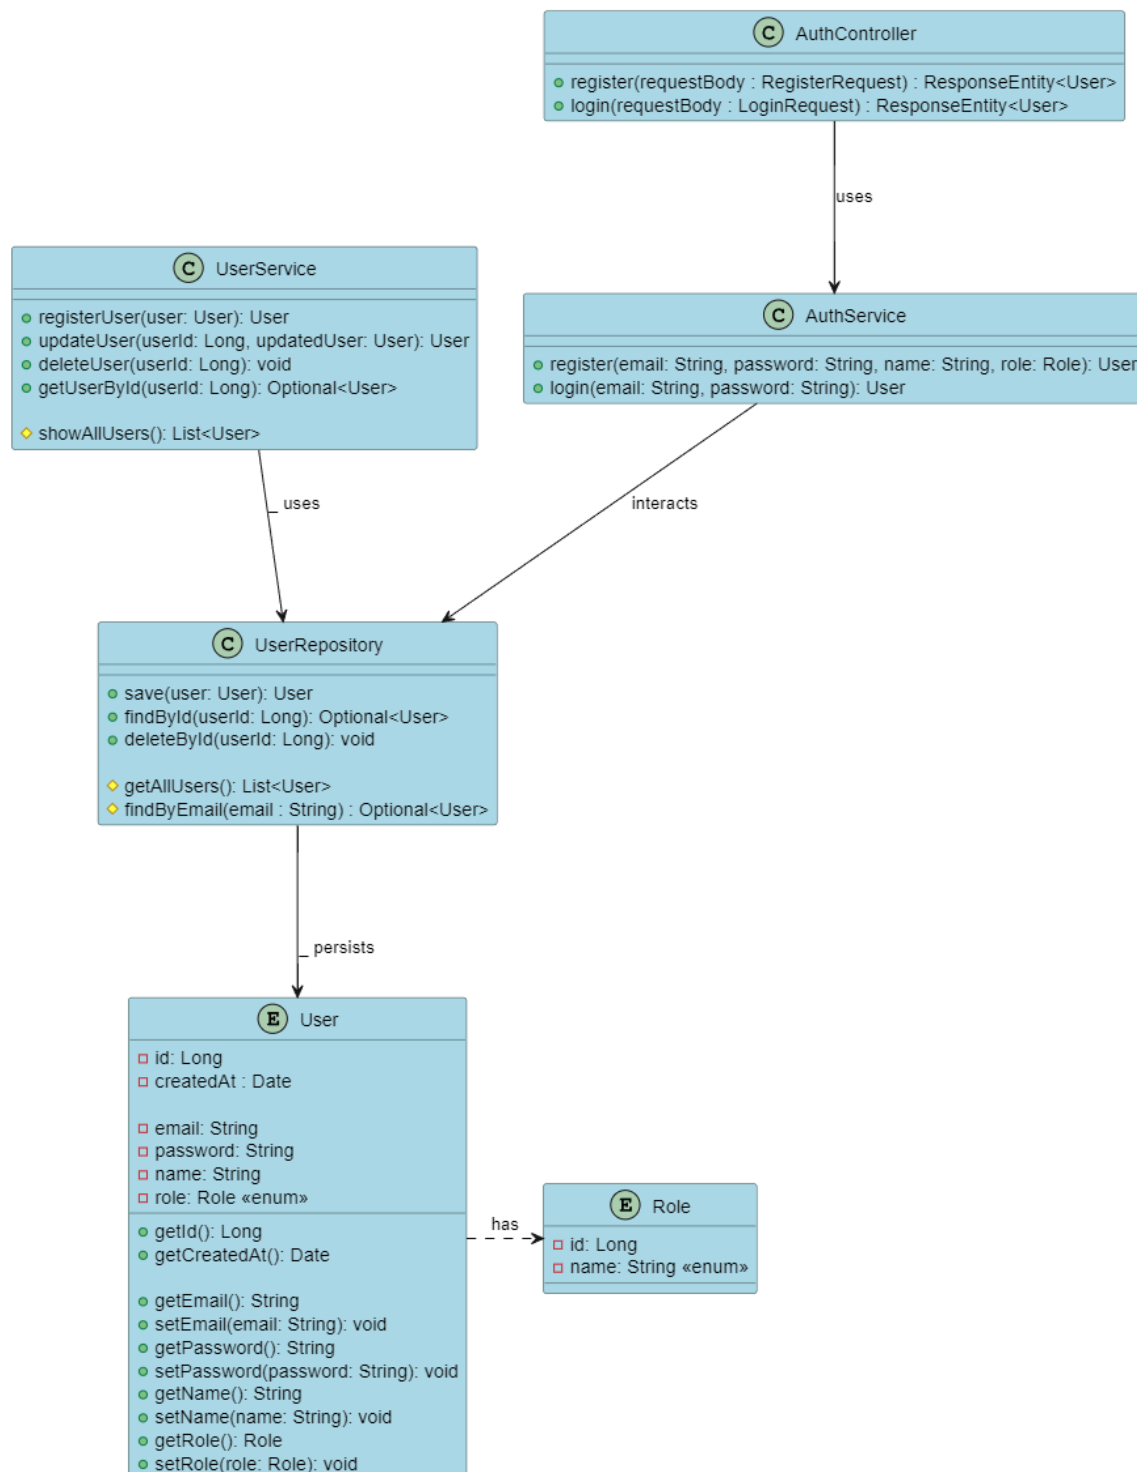 C AuthController
register(requestBody : RegisterRequest) : ResponseEntity<User>
login(requestBody : LoginRequest) : ResponseEntity<User>
uses
C UserService
registerUser(user: User): User
updateUser(userId: Long, updatedUser: User): User
deleteUser(userId: Long): void
getUserById(userId: Long): Optional<User>
showAllUsers(): List<User>
C AuthService
register(email: String, password: String, name: String, role: Role): User
login(email: String, password: String): User
_ uses
interacts
C UserRepository
save(user: User): User
findById(userId: Long): Optional<User>
deleteById(userId: Long): void
getAllUsers(): List<User>
findByEmail(email : String) : Optional<User>
_ persists
E User
id: Long
createdAt : Date
email: String
password: String
name: String
role: Role «enum»
getId(): Long
getCreatedAt(): Date
getEmail(): String
setEmail(email: String): void
getPassword(): String
setPassword(password: String): void
getName(): String
setName(name: String): void
getRole(): Role
setRole(role: Role): void
has
E Role
id: Long
name: String «enum»